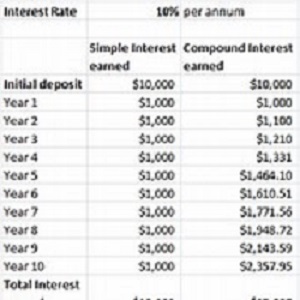 Interest Rate 10% per annum
Simple Interest earned Compound Interest earned
Initial deposit $10,000 $10,000
Year 1 $1,000 $1,000
Year 2 $1,000 $1,100
Year 3 $1,000 $1,210
Year 4 $1,000 $1,331
Year 5 $1,000 $1,464.10
Year 6 $1,000 $1,610.51
Year 7 $1,000 $1,771.56
Year 8 $1,000 $1,948.72
Year 9 $1,000 $2,143.59
Year 10 $1,000 $2,357.95
Total Interest